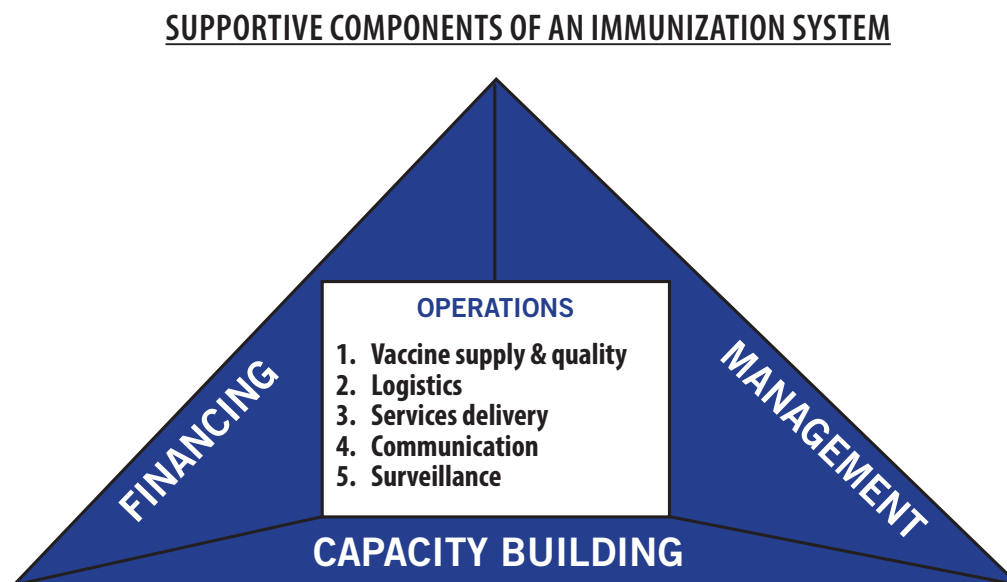 SUPPORTIVE COMPONENTS OF AN IMMUNIZATION SYSTEM
OPERATIONS
1. Vaccine supply & quality
2. Logistics
3. Services delivery
4. Communication
5. Surveillance
FINANCING
MANAGEMENT
CAPACITY BUILDING